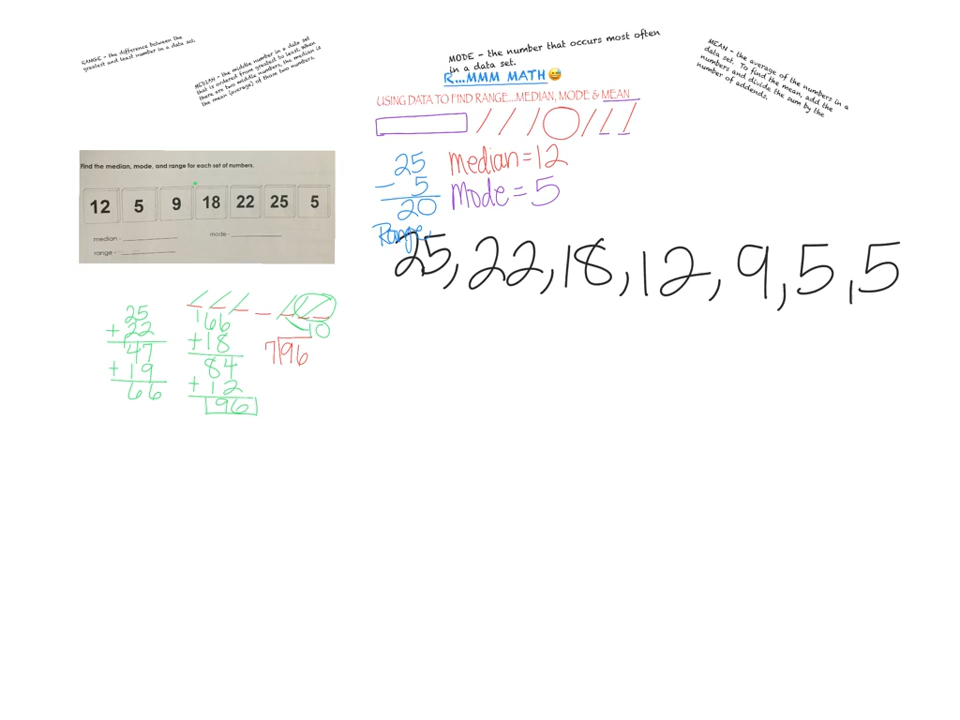 RANGE - the difference between the
greatest and least number in a data set.
MEDIAN - the middle number in a data set
that is ordered from greatest to least. When
there are two middle numbers, the median is
the mean (average) of those two numbers.
MODE - the number that occurs most often
in a data set.
R...MMM MATH😅
MEAN - the average of the numbers in a
data set. To find the mean, add the
numbers and divide the sum by the
number of addends.
USING DATA TO FIND RANGE...MEDIAN, MODE & MEAN
25
- 5
20
Range
median=12
Mode = 5
Find the median, mode, and range for each set of numbers.
12 5 9 18 22 25 5
median - ____________ mode - ____________
range - ____________
25, 22, 18, 12, 9, 5, 5
25
+ 22
47
+ 19
66
166
+18
84
+ 12
96
10
7)96